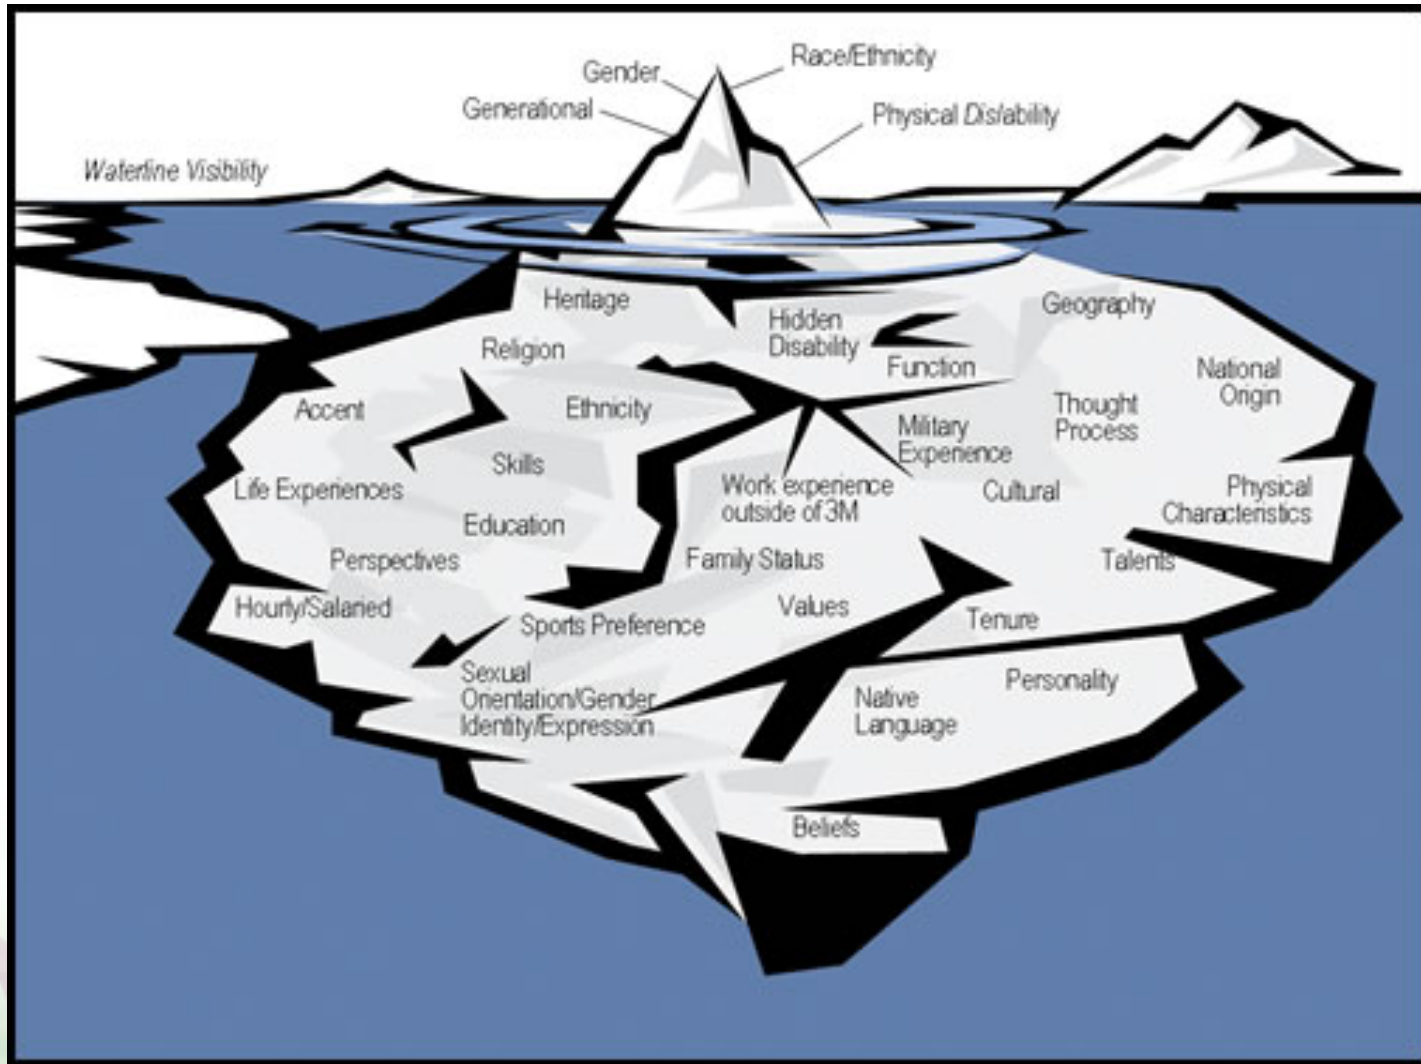 Race/Ethnicity
Gender
Generational
Physical Dis/ability
Waterline Visibility
Heritage
Geography
Hidden
Disability
Religion
Function
National
Origin
Accent
Ethnicity
Thought
Process
Military
Experience
Skills
Life Experiences
Work experience
outside of 3M
Cultural
Physical
Characteristics
Education
Perspectives
Family Status
Talents
Hourly/Salaried
Values
Sports Preference
Tenure
Sexual
Orientation/Gender
Identity/Expression
Personality
Native
Language
Beliefs